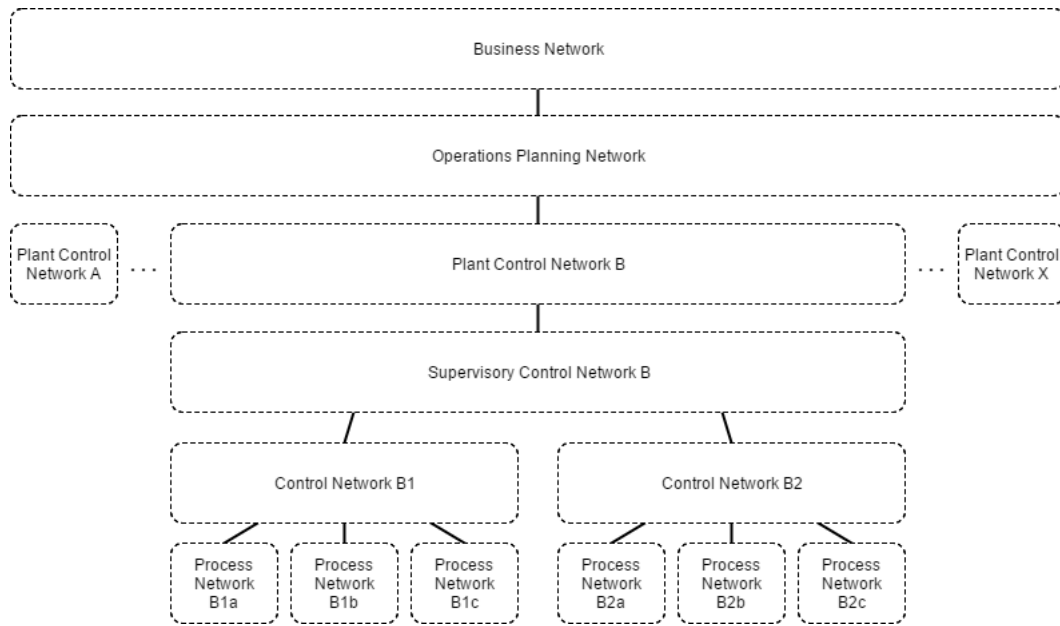 Business Network
Operations Planning Network
Plant Control
Network A
. . .
Plant Control Network B
. . .
Plant Control
Network X
Supervisory Control Network B
Control Network B1
Control Network B2
Process
Network
B1a
Process
Network
B1b
Process
Network
B1c
Process
Network
B2a
Process
Network
B2b
Process
Network
B2c